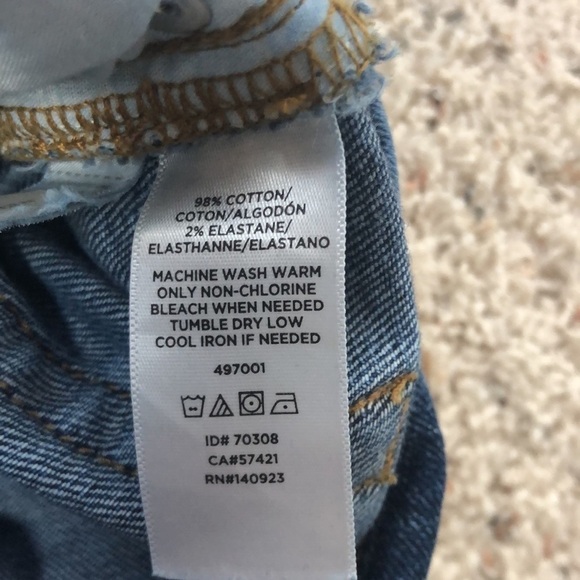 98% COTTON/
COTON/ALGODÓN
2% ELASTANE/
ELASTHANNE/ELASTANO
MACHINE WASH WARM
ONLY NON-CHLORINE
BLEACH WHEN NEEDED
TUMBLE DRY LOW
COOL IRON IF NEEDED
497001
ID# 70308
CA#57421
RN#140923